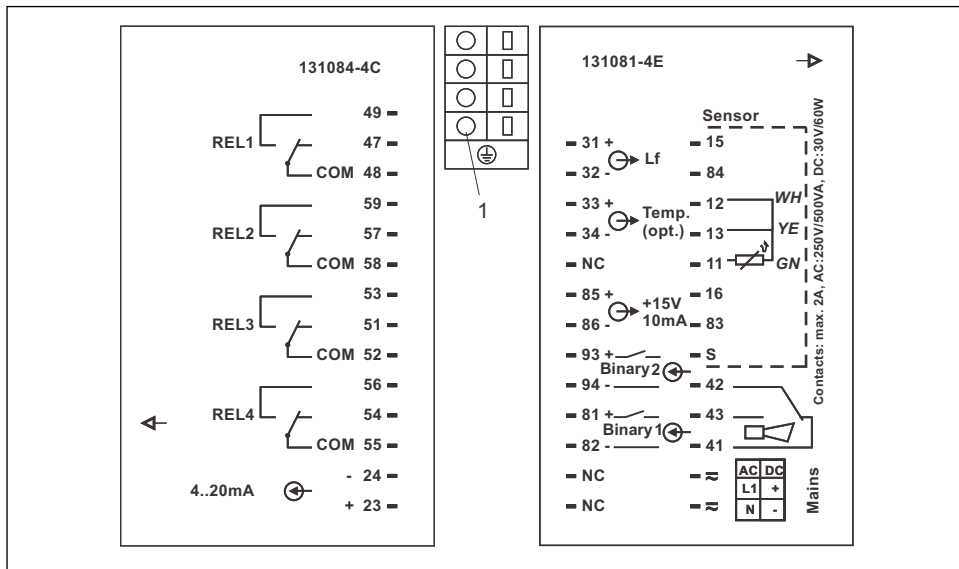 131084-4C
49
REL1
47
COM 48
59
REL2
57
COM 58
53
REL3
51
COM 52
56
REL4
54
COM 55
- 24
4..20mA
+ 23
1
131081-4E
Sensor
31 +
15
Lf
32 -
84
33 +
12
WH
Temp.
(opt.)
34 -
13
YE
NC
11
GN
85 +
16
+15V
10mA
86 -
83
93 +
S
Binary 2
94 -
42
81 +
43
Binary 1
82 -
41
NC
AC DC
L1 +
NC
N -
Mains
Contacts: max. 2A, AC:250V/500VA, DC:30V/60W